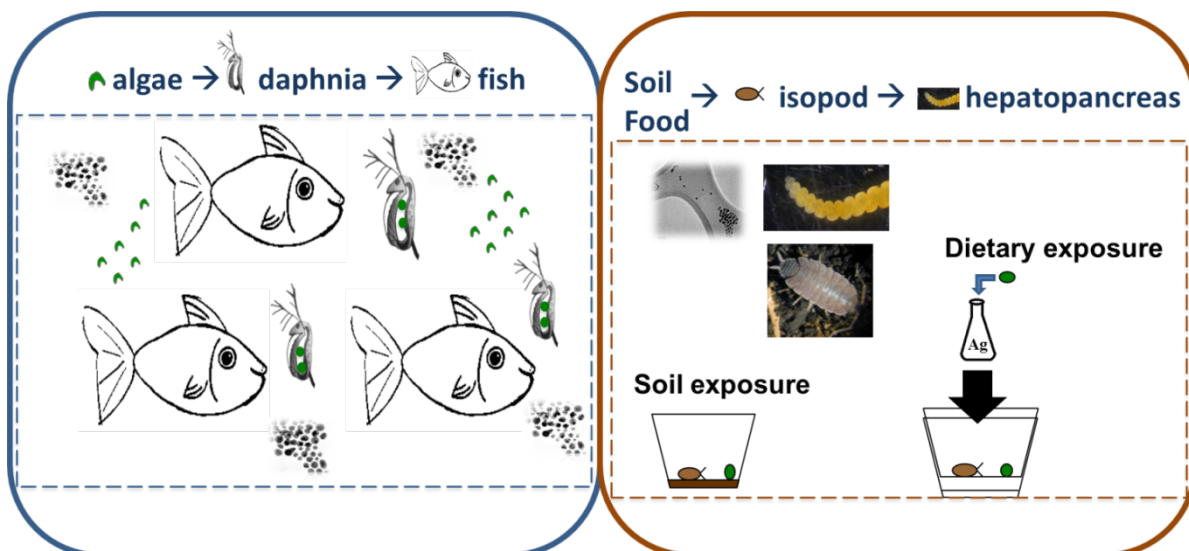 algae → daphnia → fish
Soil
Food → isopod → hepatopancreas
Dietary exposure
Ag
Soil exposure